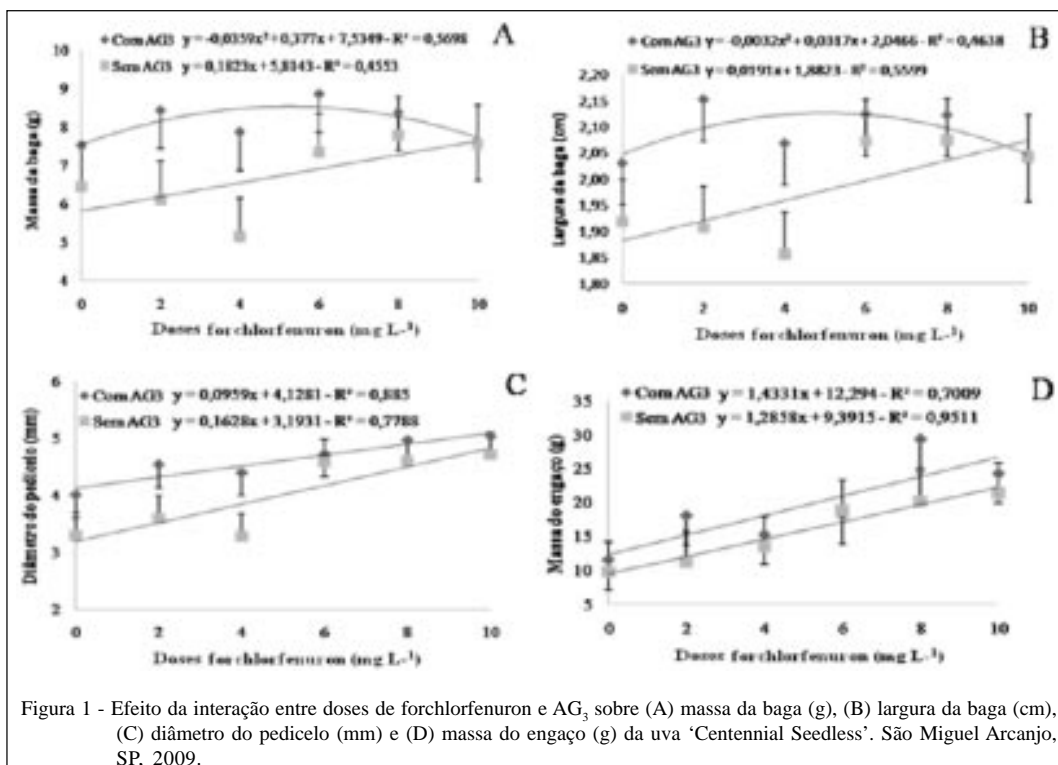 A
Com AG3 y = -0,0359x² + 0,377x + 7,5349 - R² = 0,5698
Sem AG3 y = 0,1823x + 5,8143 - R² = 0,4553
Massa da baga (g)
10
9
8
7
6
5
4
0 2 4 6 8 10
Doses forchlorfenuron (mg L⁻¹)
B
Com AG3 y = -0,0032x² + 0,0317x + 2,0466 - R² = 0,4638
Sem AG3 y = 0,0191x + 1,8823 - R² = 0,5599
Largura da baga (cm)
2,20
2,15
2,10
2,05
2,00
1,95
1,90
1,85
1,80
0 2 4 6 8 10
Doses forchlorfenuron (mg L⁻¹)
C
Com AG3 y = 0,0959x + 4,1281 - R² = 0,885
Sem AG3 y = 0,1628x + 3,1931 - R² = 0,7788
Diâmetro do pedicelo (mm)
6
5
4
3
2
0 2 4 6 8 10
Doses forchlorfenuron (mg L⁻¹)
D
Com AG3 y = 1,4331x + 12,294 - R² = 0,7009
Sem AG3 y = 1,2858x + 9,3915 - R² = 0,9511
Massa do engaço (g)
35
30
25
20
15
10
5
0 2 4 6 8 10
Doses forchlorfenuron (mg L⁻¹)
Figura 1 - Efeito da interação entre doses de forchlorfenuron e AG₃ sobre (A) massa da baga (g), (B) largura da baga (cm),
(C) diâmetro do pedicelo (mm) e (D) massa do engaço (g) da uva ‘Centennial Seedless’. São Miguel Arcanjo,
SP, 2009.